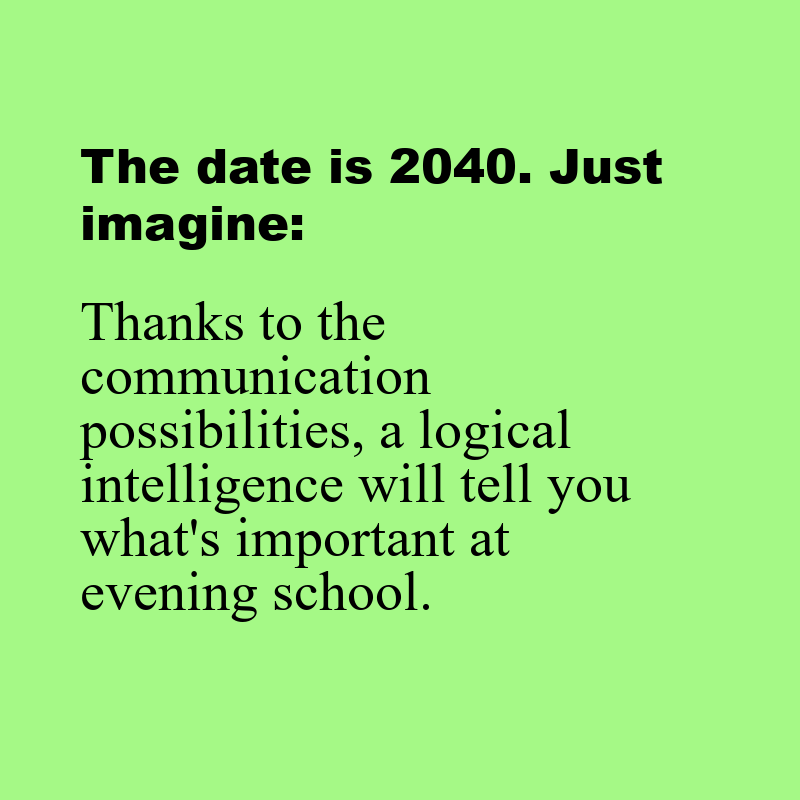 The date is 2040. Just
imagine:
Thanks to the
communication
possibilities, a logical
intelligence will tell you
what's important at
evening school.